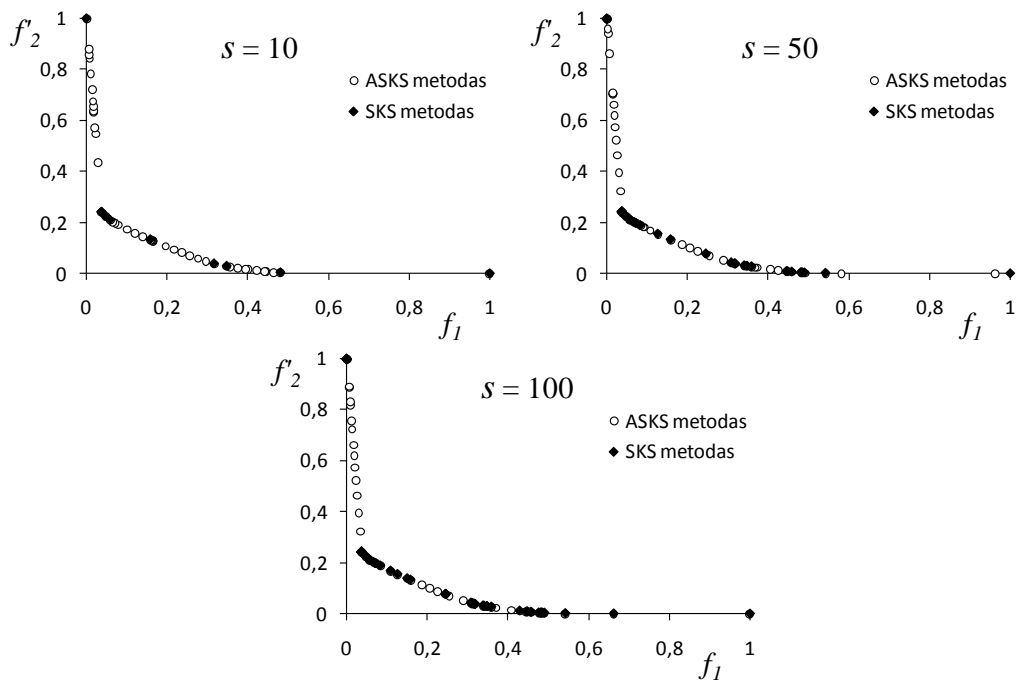 f'2
s = 10
ASKS metodas
SKS metodas
1
0,8
0,6
0,4
0,2
0
0 0,2 0,4 0,6 0,8 1
f1
f'2
s = 50
ASKS metodas
SKS metodas
1
0,8
0,6
0,4
0,2
0
0 0,2 0,4 0,6 0,8 1
f1
f'2
s = 100
ASKS metodas
SKS metodas
1
0,8
0,6
0,4
0,2
0
0 0,2 0,4 0,6 0,8 1
f1